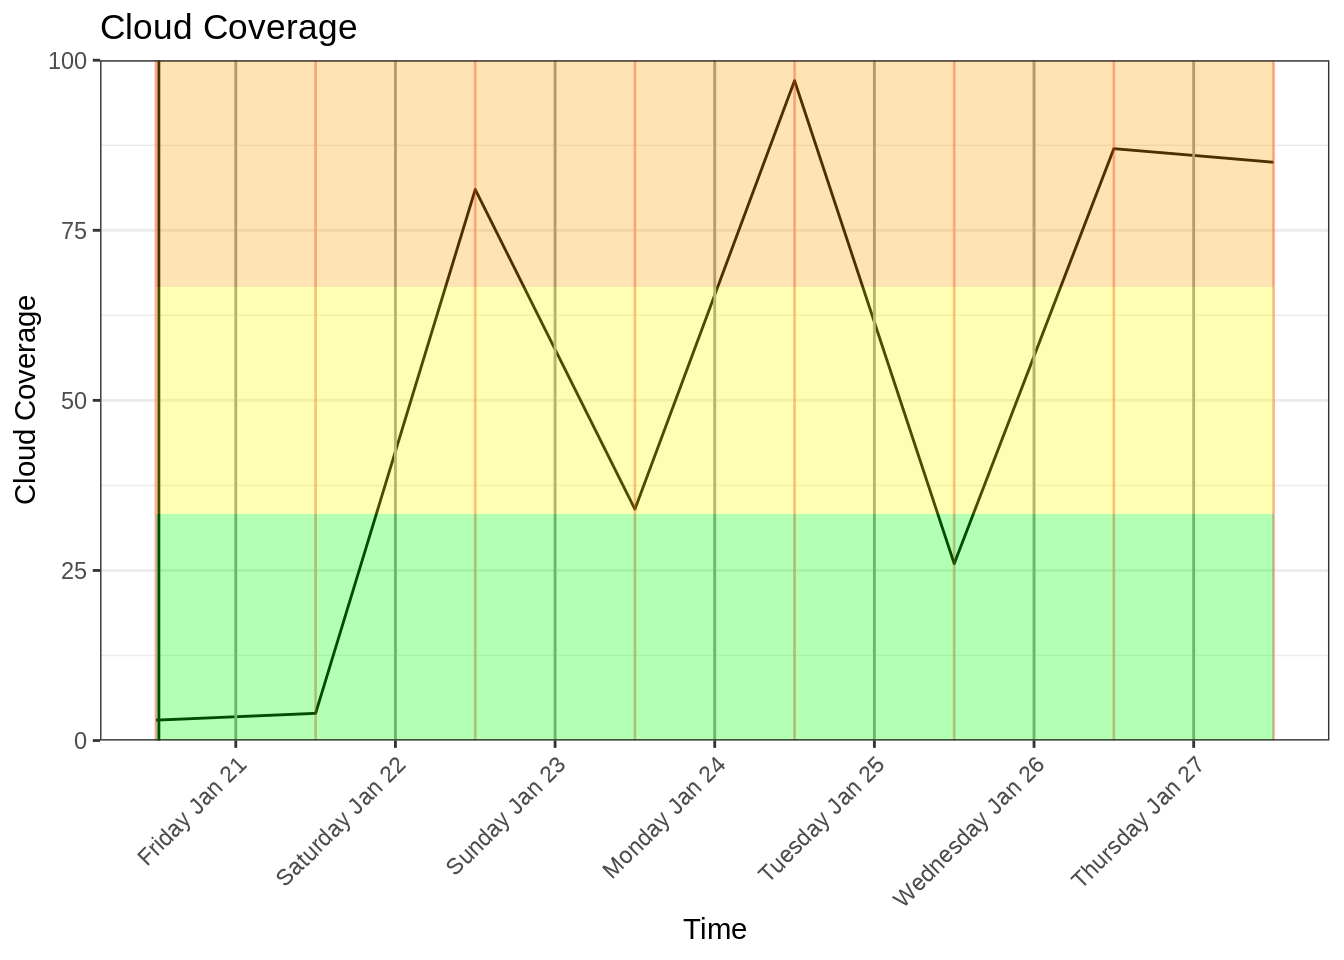 Cloud Coverage
100
75
50
25
0
Cloud Coverage
Friday Jan 21
Saturday Jan 22
Sunday Jan 23
Monday Jan 24
Tuesday Jan 25
Wednesday Jan 26
Thursday Jan 27
Time